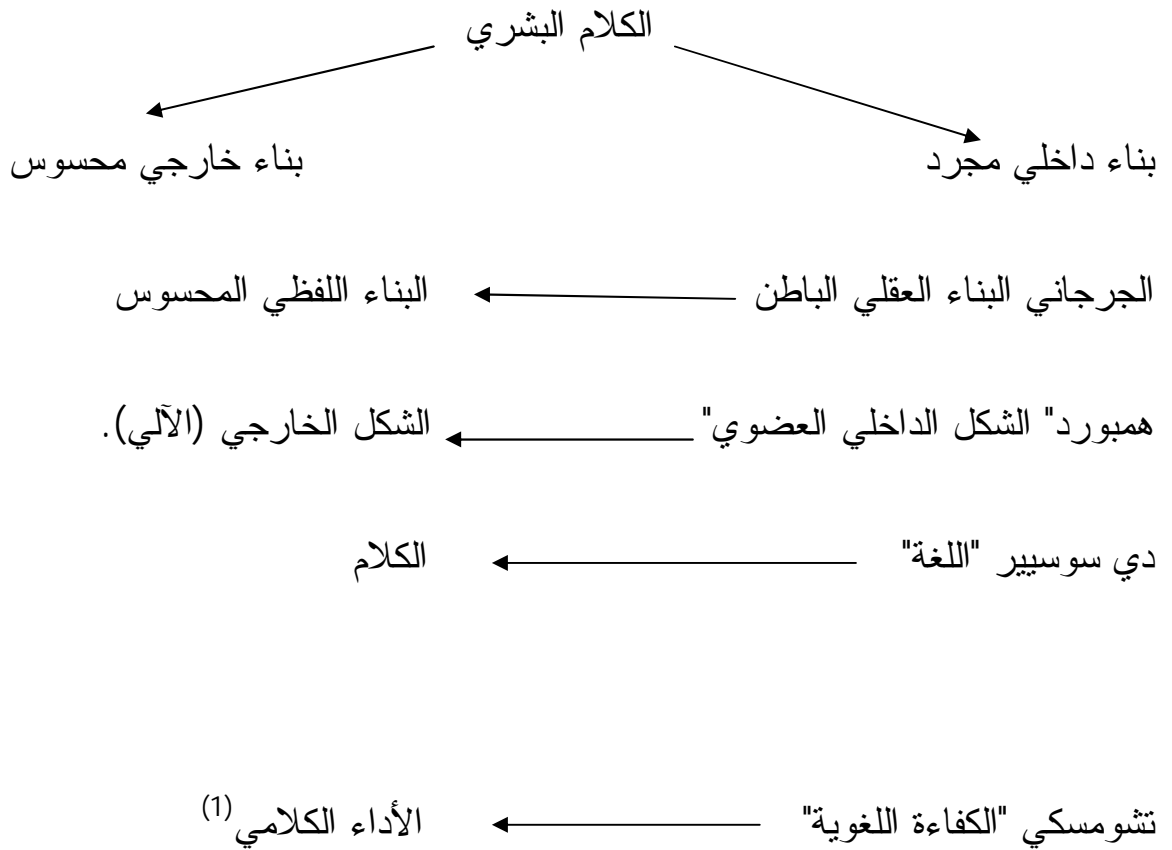 الكلام البشري
بناء داخلي مجرد بناء خارجي محسوس
الجرجاني البناء العقلي الباطن البناء اللفظي المحسوس
همبورد" الشكل الداخلي العضوي" الشكل الخارجي (الآلي).
دي سوسيير "اللغة" الكلام
تشومسكي "الكفاءة اللغوية" الأداء الكلامي(1)